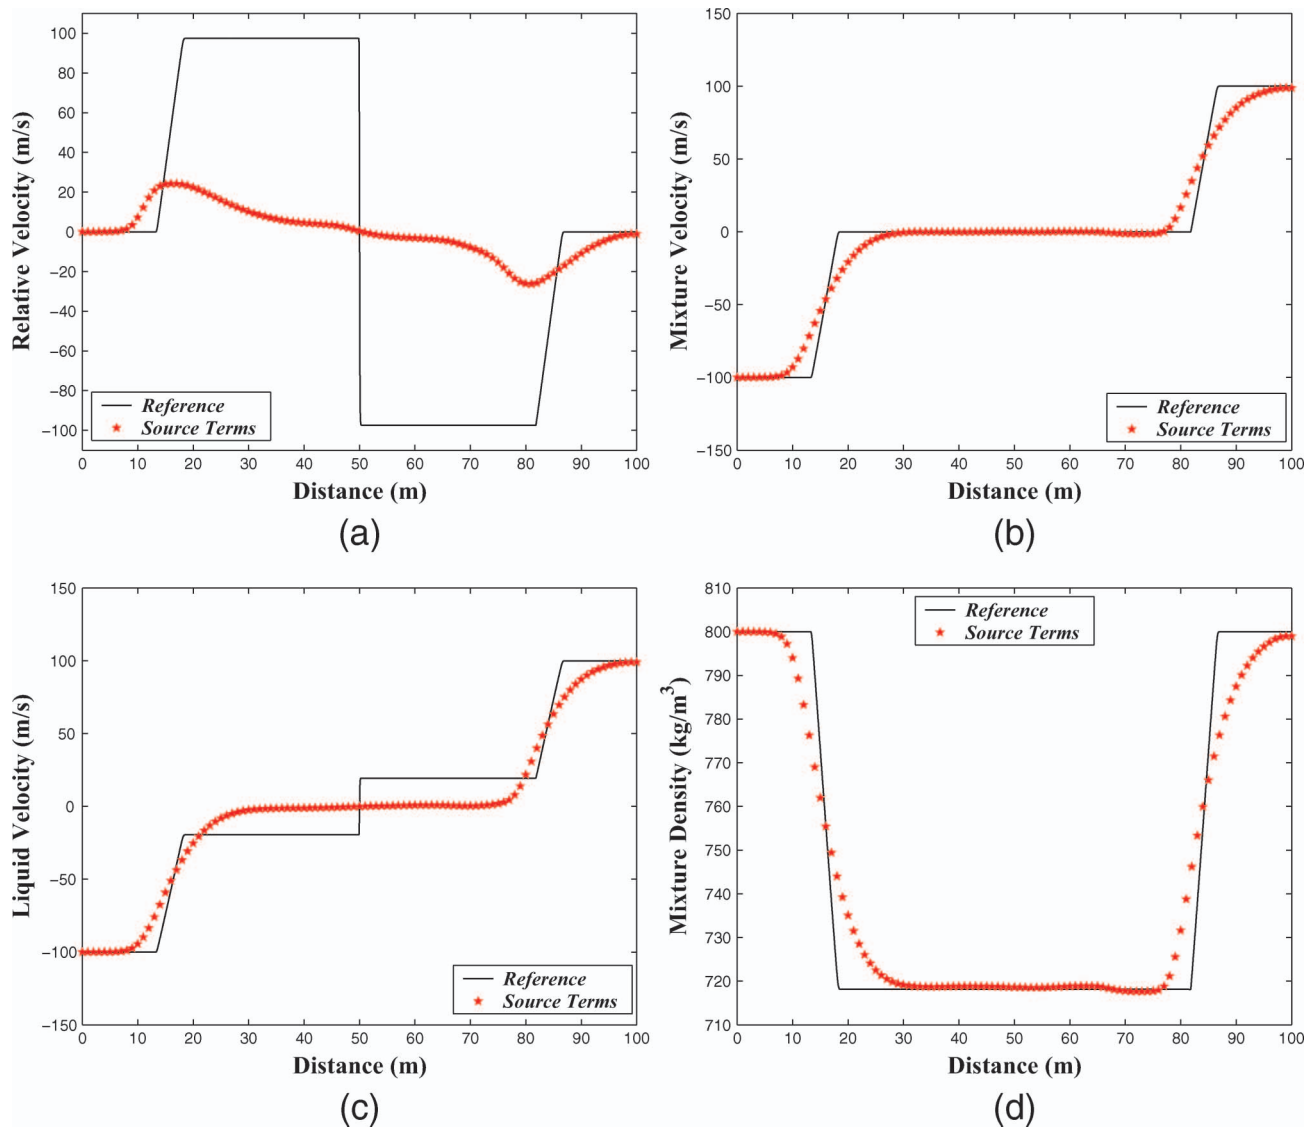 100
80
60
40
20
0
−20
−40
−60
−80
−100
Relative Velocity (m/s)
Reference
Source Terms
0 10 20 30 40 50 60 70 80 90 100
Distance (m)
(a)
150
100
50
0
−50
−100
−150
Mixture Velocity (m/s)
Reference
Source Terms
0 10 20 30 40 50 60 70 80 90 100
Distance (m)
(b)
150
100
50
0
−50
−100
−150
Liquid Velocity (m/s)
Reference
Source Terms
0 10 20 30 40 50 60 70 80 90 100
Distance (m)
(c)
810
800
790
780
770
760
750
740
730
720
710
Mixture Density (kg/m³)
Reference
Source Terms
0 10 20 30 40 50 60 70 80 90 100
Distance (m)
(d)